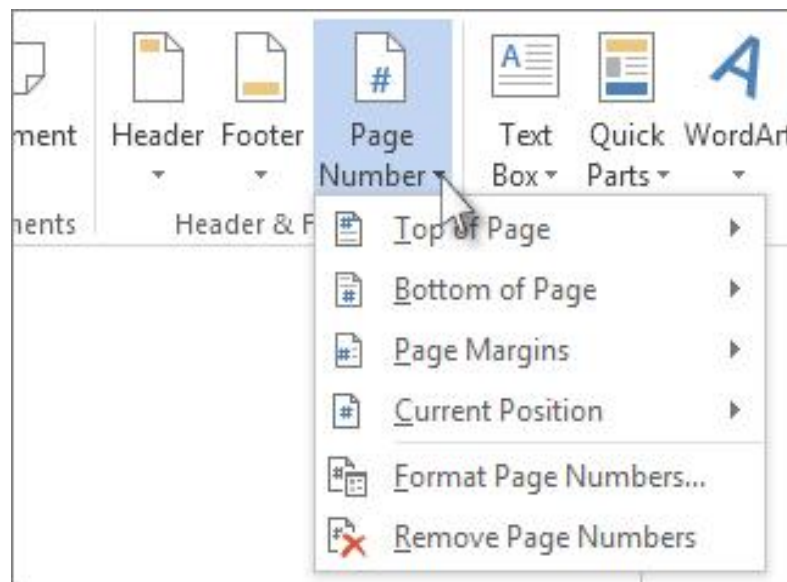 ment Header Footer Page Number Text Box Quick Parts WordArt
ments Header & F
Top of Page
Bottom of Page
Page Margins
Current Position
Format Page Numbers...
Remove Page Numbers